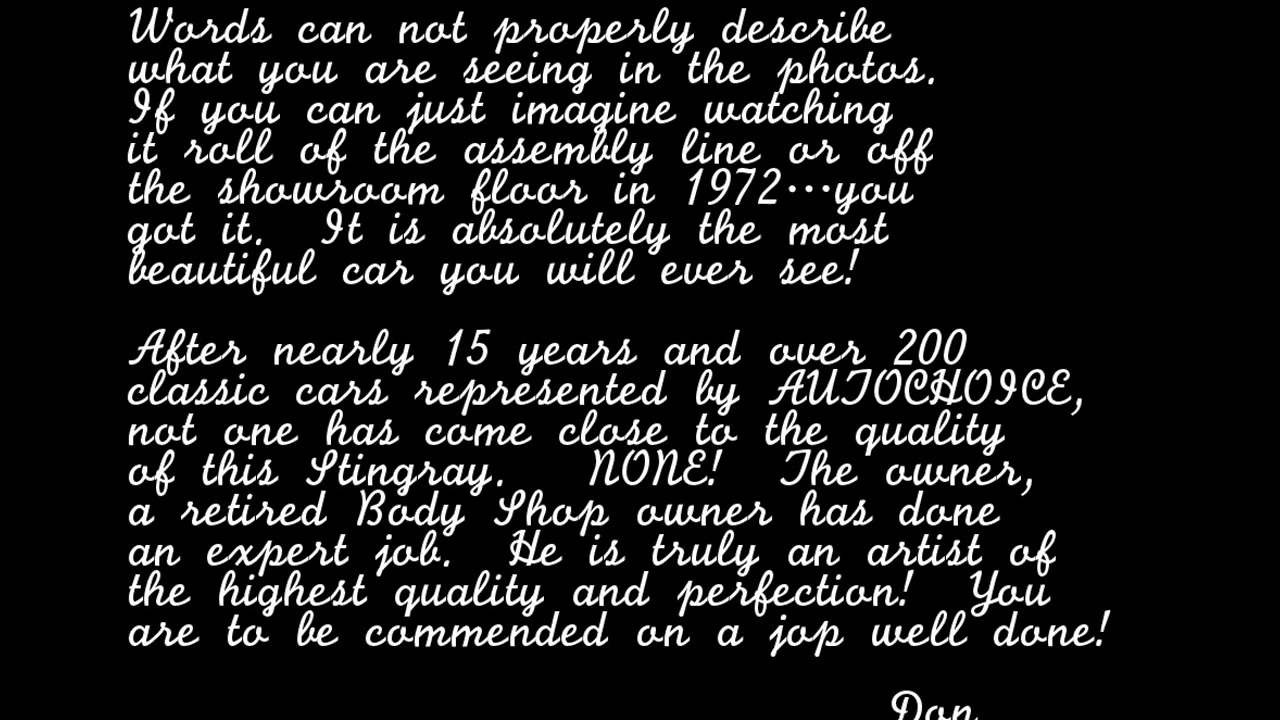 Words can not properly describe
what you are seeing in the photos.
If you can just imagine watching
it roll of the assembly line or off
the showroom floor in 1972...you
got it. It is absolutely the most
beautiful car you will ever see!
After nearly 15 years and over 200
classic cars represented by AUTOCHOICE,
not one has come close to the quality
of this Stingray. NONE! The owner,
a retired Body Shop owner has done
an expert job. He is truly an artist of
the highest quality and perfection! You
are to be commended on a jop well done!
Don